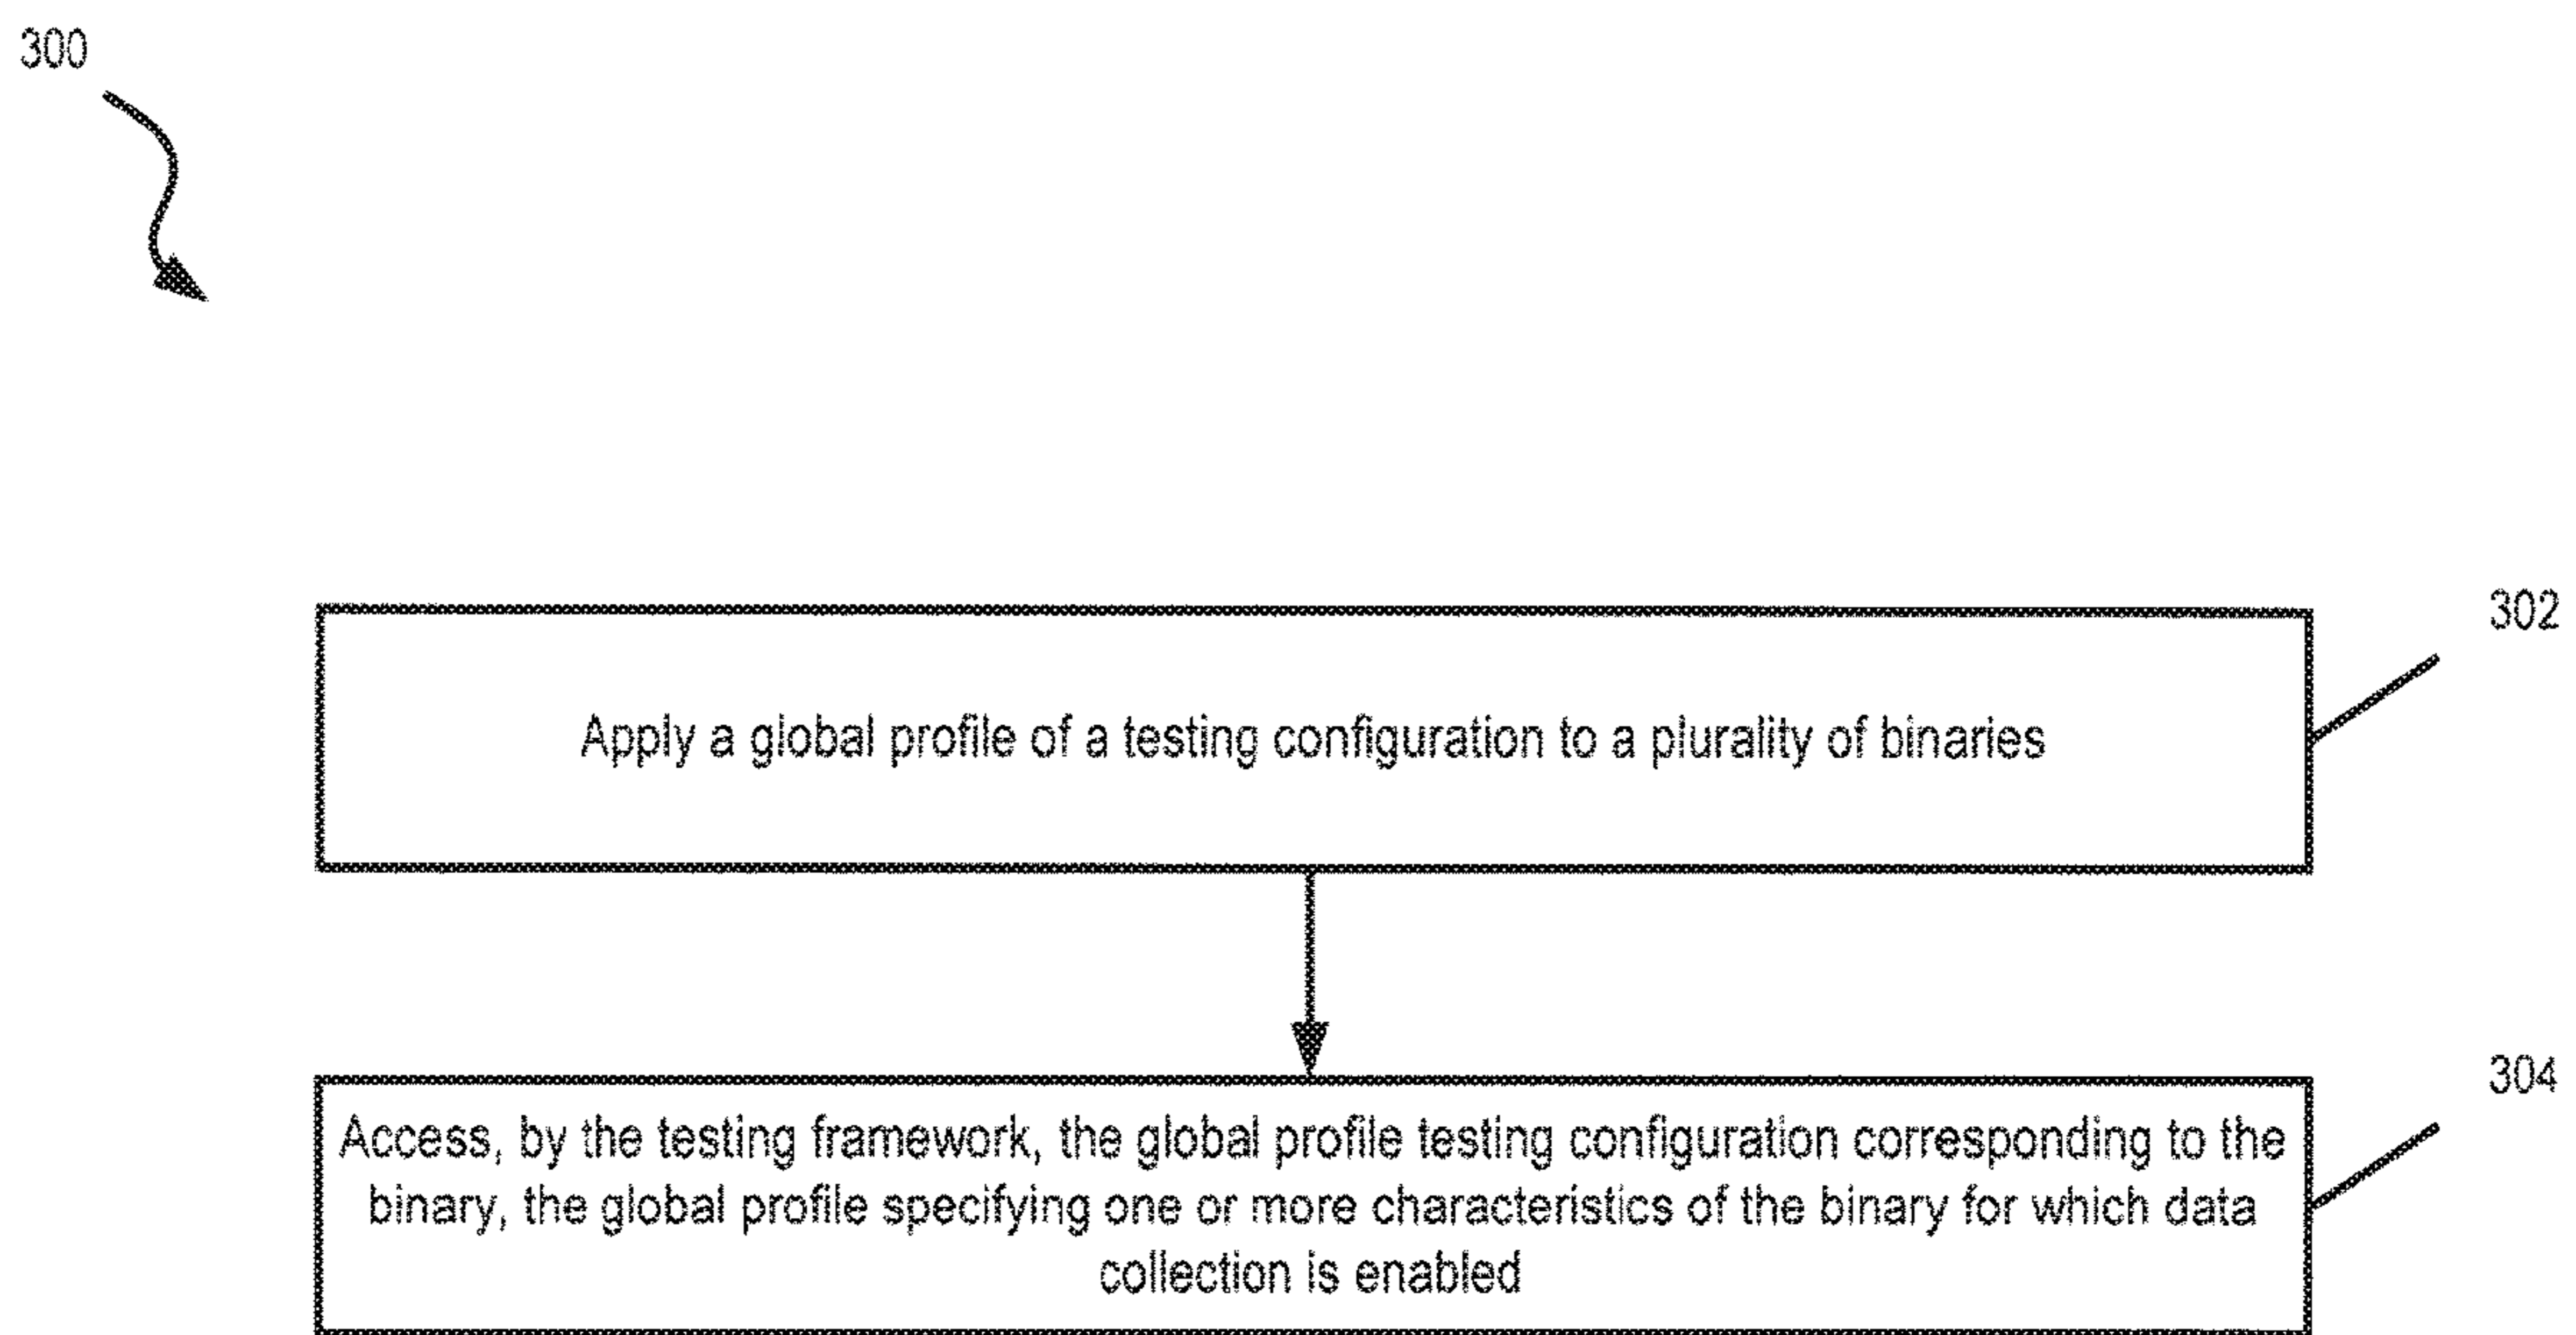 300
302
Apply a global profile of a testing configuration to a plurality of binaries
304
Access, by the testing framework, the global profile testing configuration corresponding to the
binary, the global profile specifying one or more characteristics of the binary for which data
collection is enabled